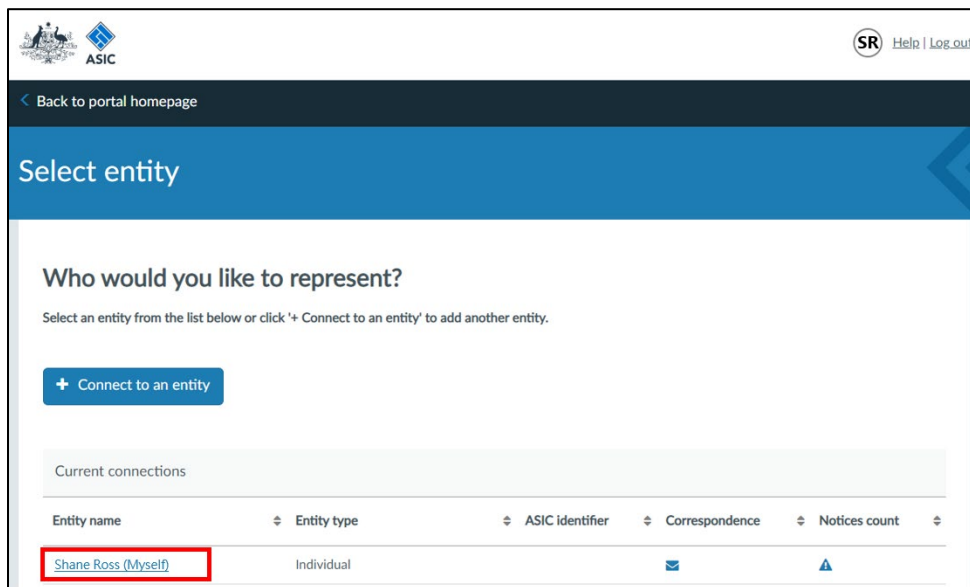 ASIC
SR Help | Log out
Back to portal homepage
Select entity
Who would you like to represent?
Select an entity from the list below or click '+ Connect to an entity' to add another entity.
+ Connect to an entity
Current connections
Entity name Entity type ASIC identifier Correspondence Notices count
Shane Ross (Myself) Individual